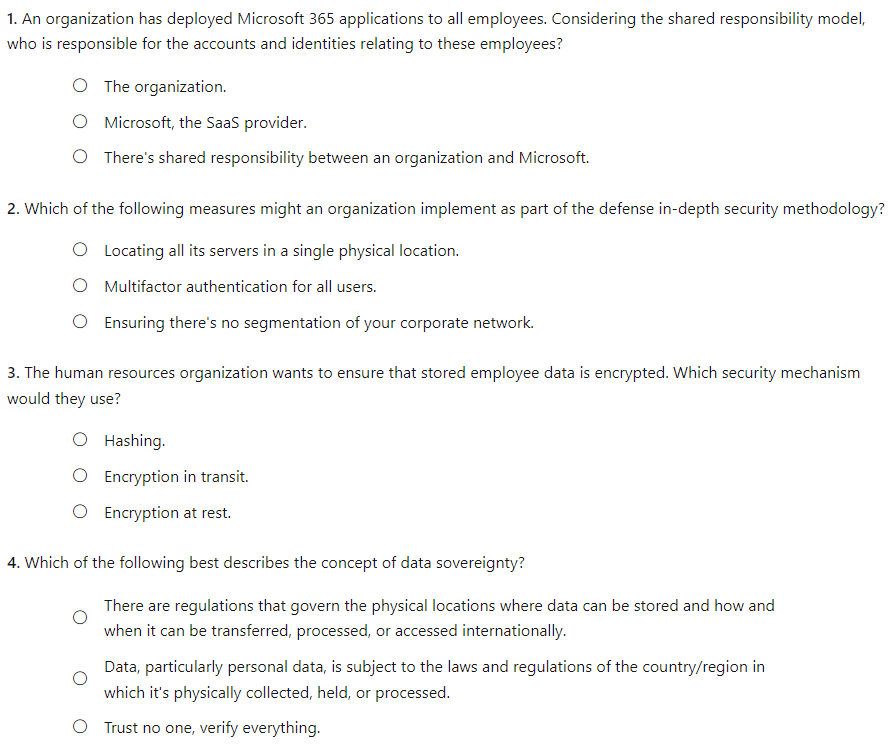 1. An organization has deployed Microsoft 365 applications to all employees. Considering the shared responsibility model,
who is responsible for the accounts and identities relating to these employees?
The organization.
Microsoft, the SaaS provider.
There's shared responsibility between an organization and Microsoft.
2. Which of the following measures might an organization implement as part of the defense in-depth security methodology?
Locating all its servers in a single physical location.
Multifactor authentication for all users.
Ensuring there's no segmentation of your corporate network.
3. The human resources organization wants to ensure that stored employee data is encrypted. Which security mechanism
would they use?
Hashing.
Encryption in transit.
Encryption at rest.
4. Which of the following best describes the concept of data sovereignty?
There are regulations that govern the physical locations where data can be stored and how and
when it can be transferred, processed, or accessed internationally.
Data, particularly personal data, is subject to the laws and regulations of the country/region in
which it's physically collected, held, or processed.
Trust no one, verify everything.